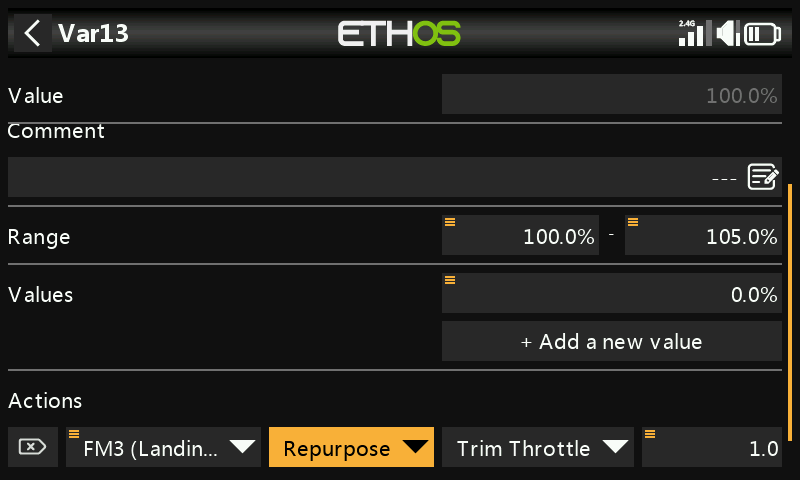 Var13
ETHOS
2.4G
Value
100.0%
Comment
---
Range
100.0% - 105.0%
Values
0.0%
+ Add a new value
Actions
FM3 (Landin... Repurpose Trim Throttle 1.0